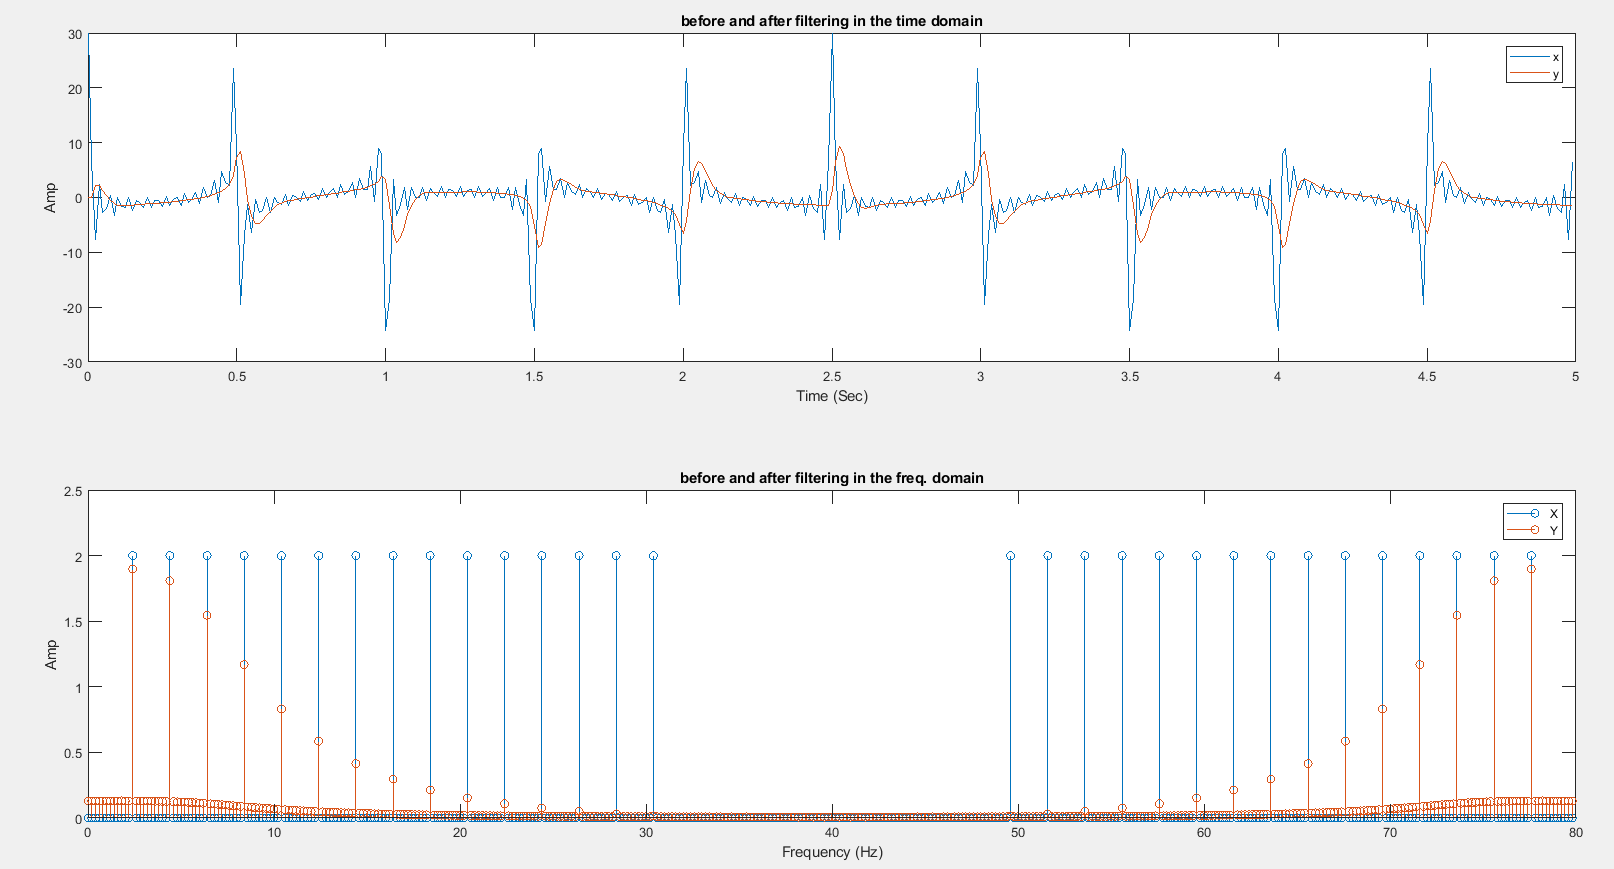 before and after filtering in the time domain
30
20
10
0
-10
-20
-30
Amp
x
y
0 0.5 1 1.5 2 2.5 3 3.5 4 4.5 5
Time (Sec)
before and after filtering in the freq. domain
2.5
2
1.5
1
0.5
0
Amp
X
Y
0 10 20 30 40 50 60 70 80
Frequency (Hz)